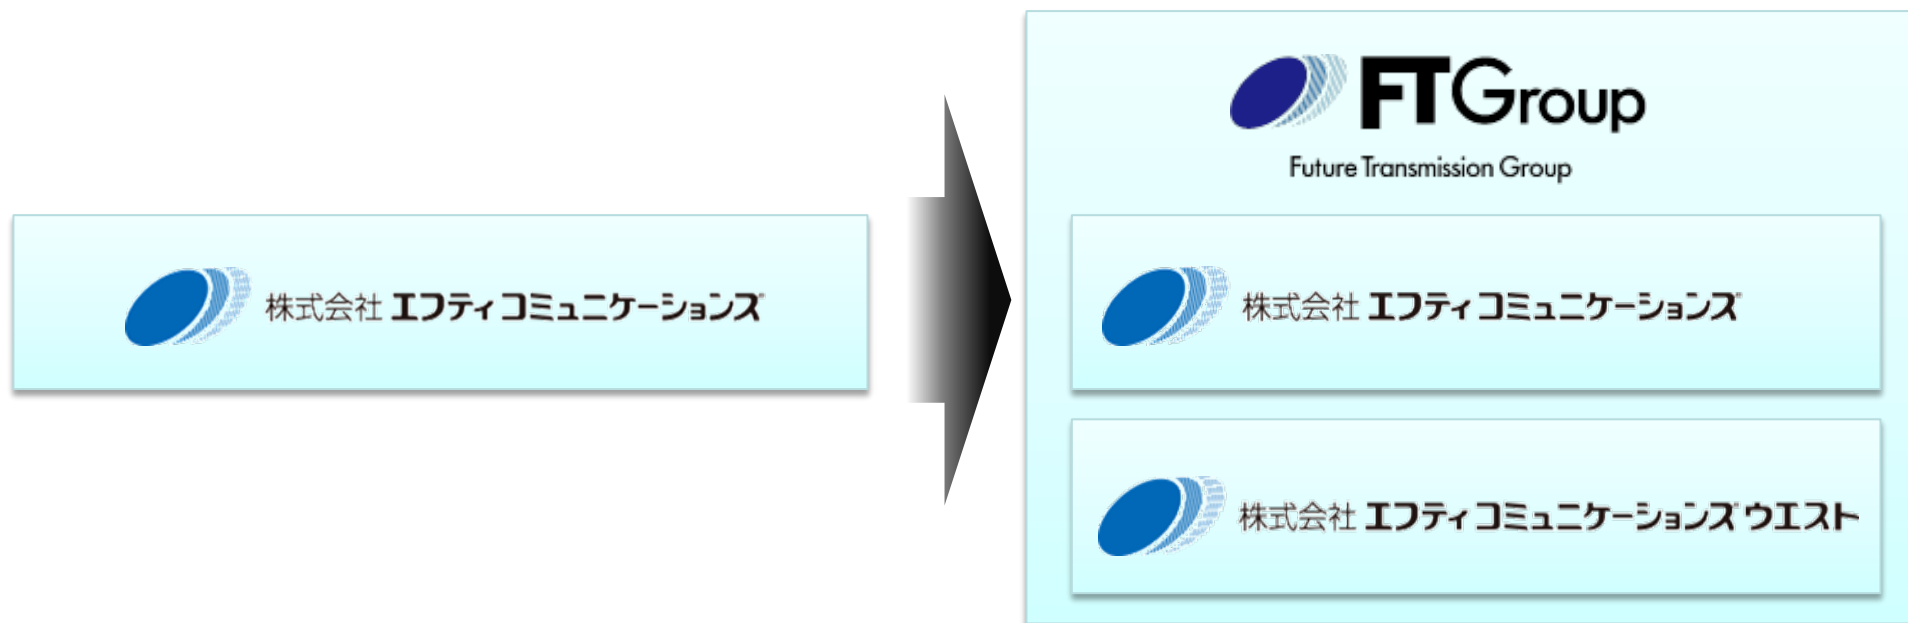 株式会社 エフティコミュニケーションズ
FTGroup
Future Transmission Group
株式会社 エフティコミュニケーションズ
株式会社 エフティコミュニケーションズ ウエスト